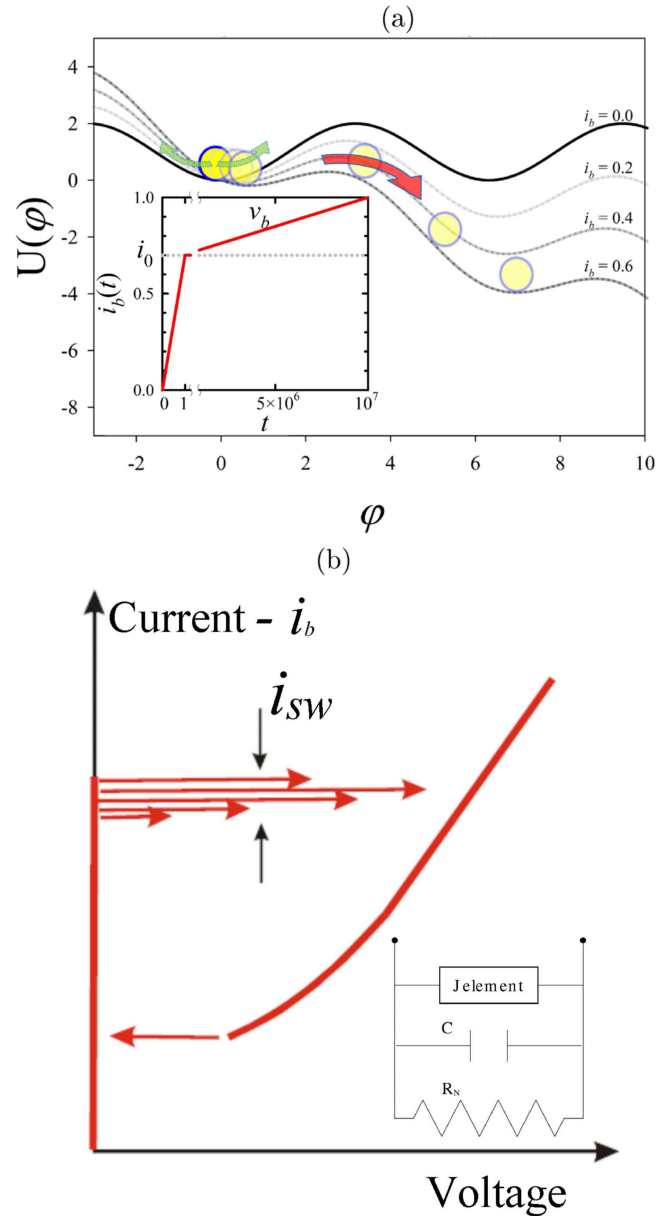 (a)
4
2
0
-2
-4
-6
-8
U(φ)
i_b = 0.0
i_b = 0.2
i_b = 0.4
i_b = 0.6
1.0
i_0
0.5
0.0
i_b(t)
v_b
0 1 5×10^6 10^7
t
-2 0 2 4 6 8 10
φ
(b)
Current - i_b
i_SW
J element
C
R_N
Voltage